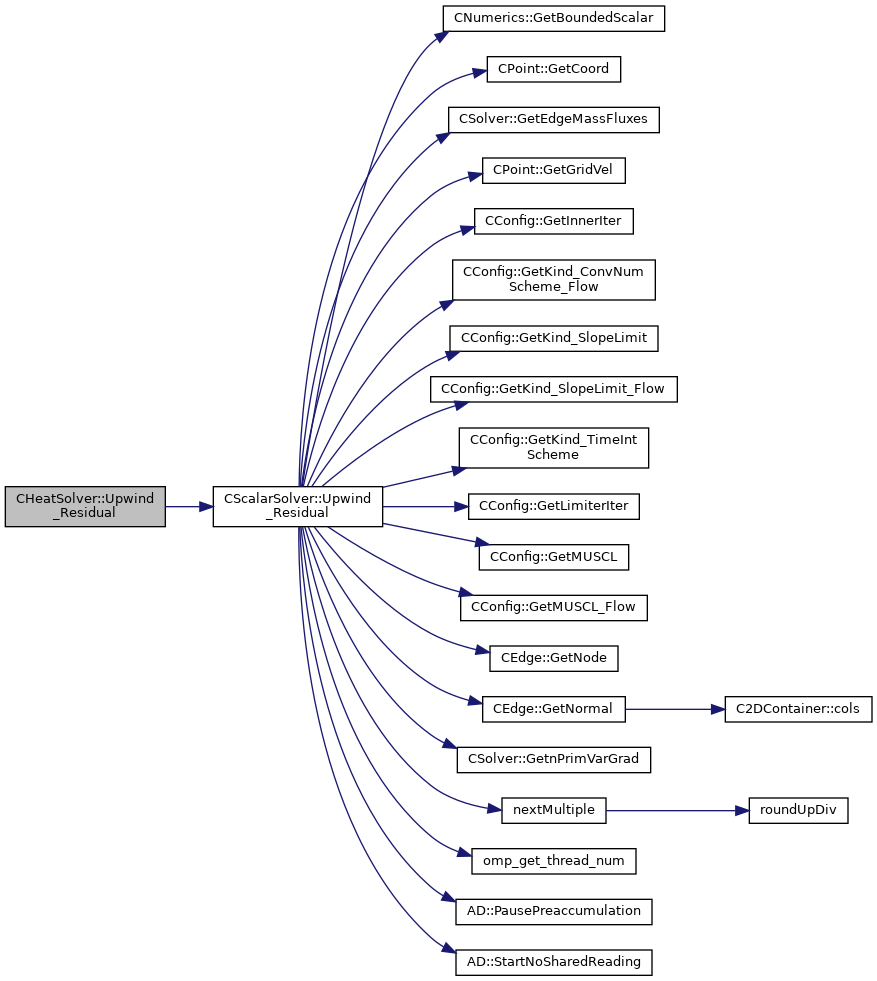 CHeatSolver::Upwind
_Residual
CScalarSolver::Upwind
_Residual
CNumerics::GetBoundedScalar
CPoint::GetCoord
CSolver::GetEdgeMassFluxes
CPoint::GetGridVel
CConfig::GetInnerIter
CConfig::GetKind_ConvNum
Scheme_Flow
CConfig::GetKind_SlopeLimit
CConfig::GetKind_SlopeLimit_Flow
CConfig::GetKind_TimeInt
Scheme
CConfig::GetLimiterIter
CConfig::GetMUSCL
CConfig::GetMUSCL_Flow
CEdge::GetNode
CEdge::GetNormal
C2DContainer::cols
CSolver::GetnPrimVarGrad
nextMultiple
roundUpDiv
omp_get_thread_num
AD::PausePreaccumulation
AD::StartNoSharedReading